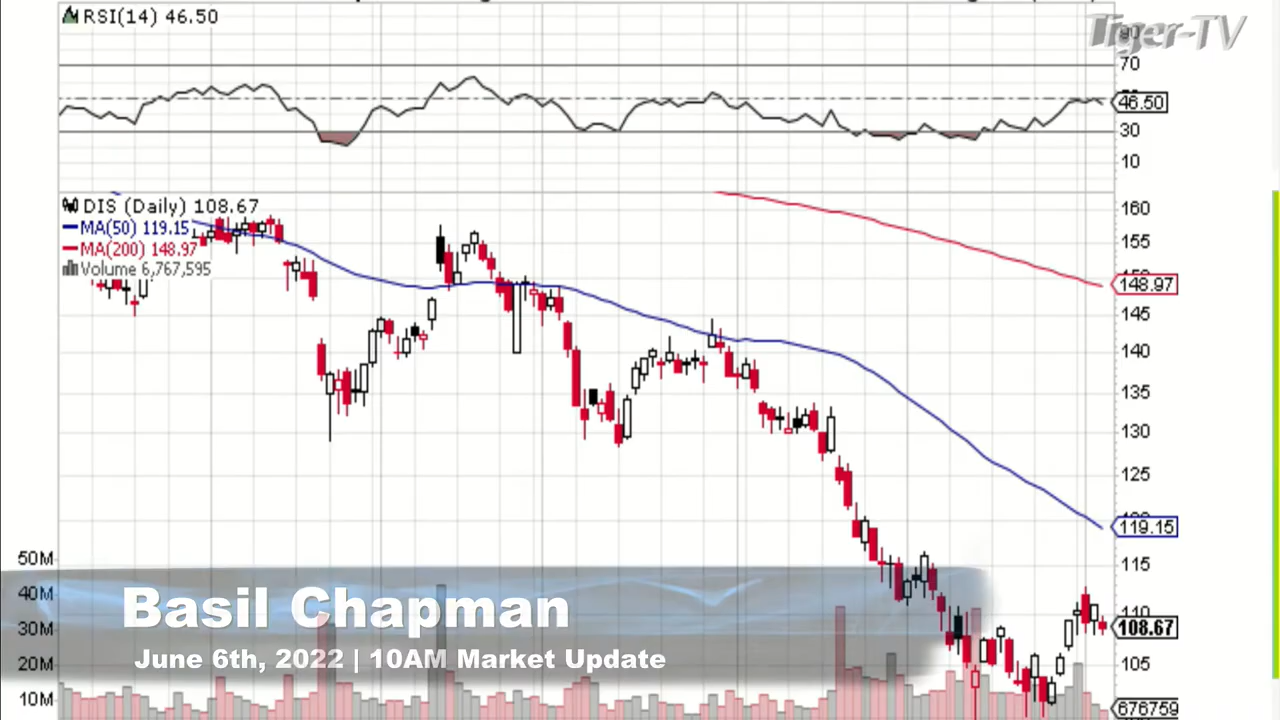 RSI(14) 46.50
Tiger-TV
90
70
46.50
30
10
DIS (Daily) 108.67
MA(50) 119.15
MA(200) 148.97
Volume 6,767,595
160
155
148.97
145
140
135
130
125
119.15
115
110
108.67
105
676759
50M
40M
30M
20M
10M
Basil Chapman
June 6th, 2022 | 10AM Market Update